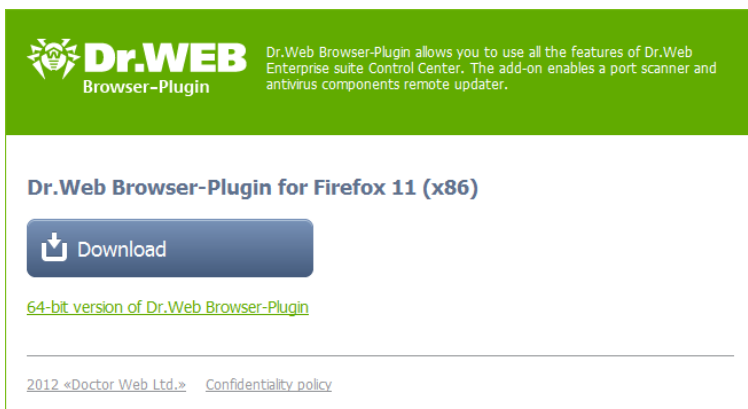 Dr.WEB
Browser-Plugin
Dr.Web Browser-Plugin allows you to use all the features of Dr.Web
Enterprise suite Control Center. The add-on enables a port scanner and
antivirus components remote updater.
Dr.Web Browser-Plugin for Firefox 11 (x86)
Download
64-bit version of Dr.Web Browser-Plugin
2012 «Doctor Web Ltd.» Confidentiality policy